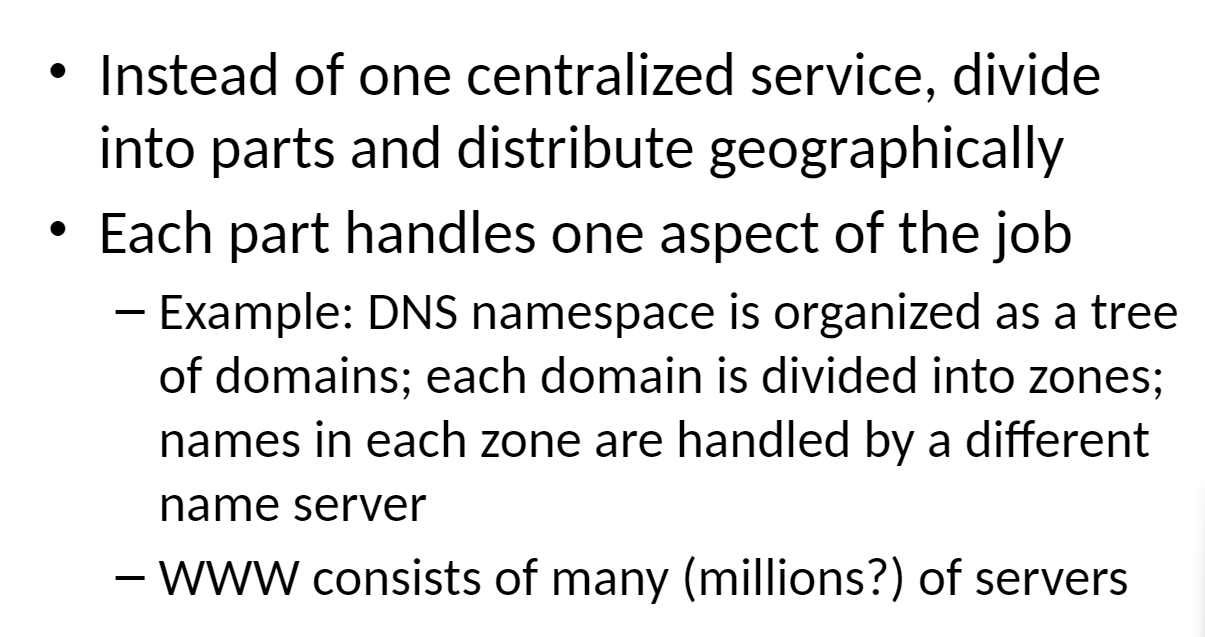 • Instead of one centralized service, divide
into parts and distribute geographically
• Each part handles one aspect of the job
– Example: DNS namespace is organized as a tree
of domains; each domain is divided into zones;
names in each zone are handled by a different
name server
– WWW consists of many (millions?) of servers